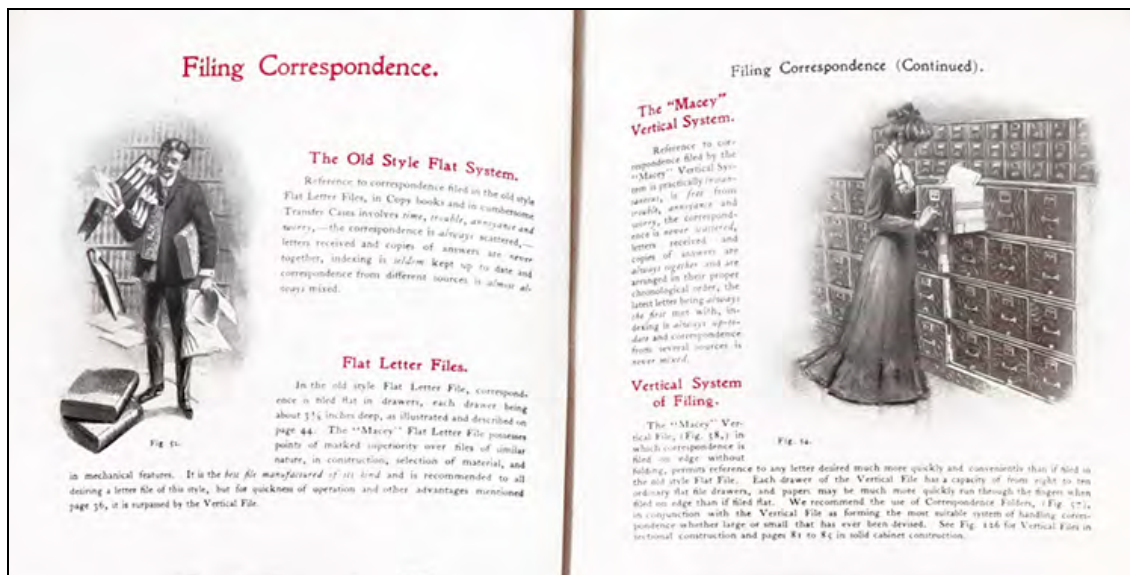 Filing Correspondence.
The Old Style Flat System.
Reference to correspondence filed in the old style
Flat Letter Files, in Copy books and in cumbersome
Transfer Cases involves time, trouble, annoyance and
worry,—the correspondence is always scattered,—
letters received and copies of answers are never
together, indexing is seldom kept up to date and
correspondence from different sources is almost al-
ways mixed.
Flat Letter Files.
In the old style Flat Letter File, correspond-
ence is filed flat in drawers, each drawer being
about 3¼ inches deep, as illustrated and described on
page 44. The "Macey" Flat Letter File possesses
points of marked superiority over files of similar
nature, in construction, selection of material, and
in mechanical features. It is the best file manufactured of its kind and is recommended to all
desiring a letter file of this style, but for quickness of operation and other advantages mentioned
page 36, it is surpassed by the Vertical File.
Fig 51.
Filing Correspondence (Continued).
The "Macey"
Vertical System.
Reference to cor-
respondence filed by the
"Macey" Vertical Sys-
tem is practically instan-
taneous, is free from
trouble, annoyance and
worry, the correspond-
ence is never scattered,
letters received and
copies of answers are
always together and are
arranged in their proper
chronological order, the
latest letter being always
the first met with, in-
dexing is always up-to-
date and correspondence
from several sources is
never mixed.
Vertical System
of Filing.
The "Macey" Ver-
tical File, (Fig. 58,) in
which correspondence is
filed on edge without
folding, permits reference to any letter desired much more quickly and conveniently than if filed in
the old style Flat File. Each drawer of the Vertical File has a capacity of from eight to ten
ordinary flat file drawers, and papers may be much more quickly run through the fingers when
filed on edge than if filed flat. We recommend the use of Correspondence Folders, (Fig. 57),
in conjunction with the Vertical File as forming the most suitable system of handling corres-
pondence whether large or small that has ever been devised. See Fig. 126 for Vertical Files in
sectional construction and pages 81 to 85 in solid cabinet construction.
Fig. 54.